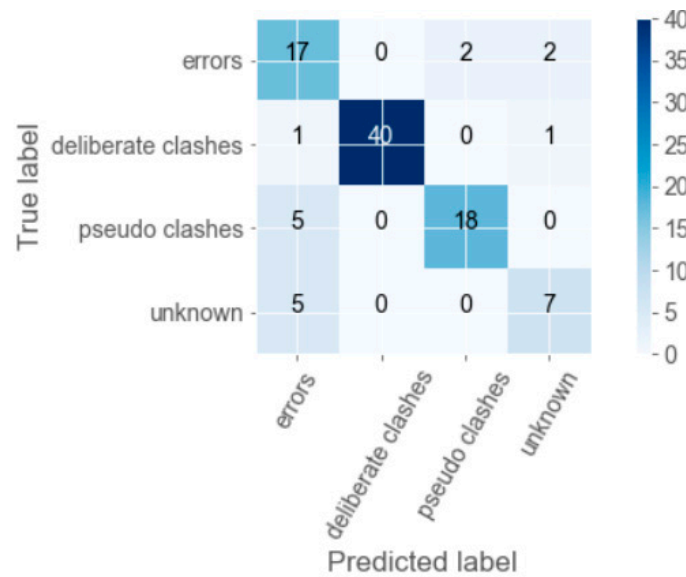 True label
errors 17 0 2 2
deliberate clashes 1 40 0 1
pseudo clashes 5 0 18 0
unknown 5 0 0 7
errors
deliberate clashes
pseudo clashes
unknown
Predicted label
40
35
30
25
20
15
10
5
0